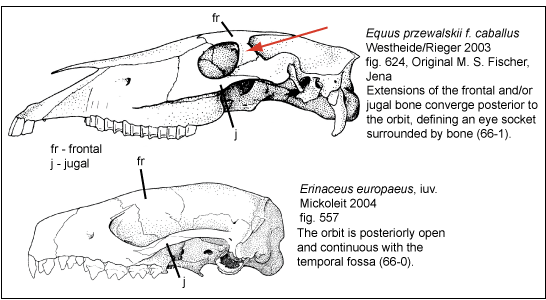 fr
Equus przewalskii f. caballus
Westheide/Rieger 2003
fig. 624, Original M. S. Fischer,
Jena
Extensions of the frontal and/or
jugal bone converge posterior to
the orbit, defining an eye socket
surrounded by bone (66-1).
j
fr - frontal
j - jugal
fr
Erinaceus europaeus, iuv.
Mickoleit 2004
fig. 557
The orbit is posteriorly open
and continuous with the
temporal fossa (66-0).
j